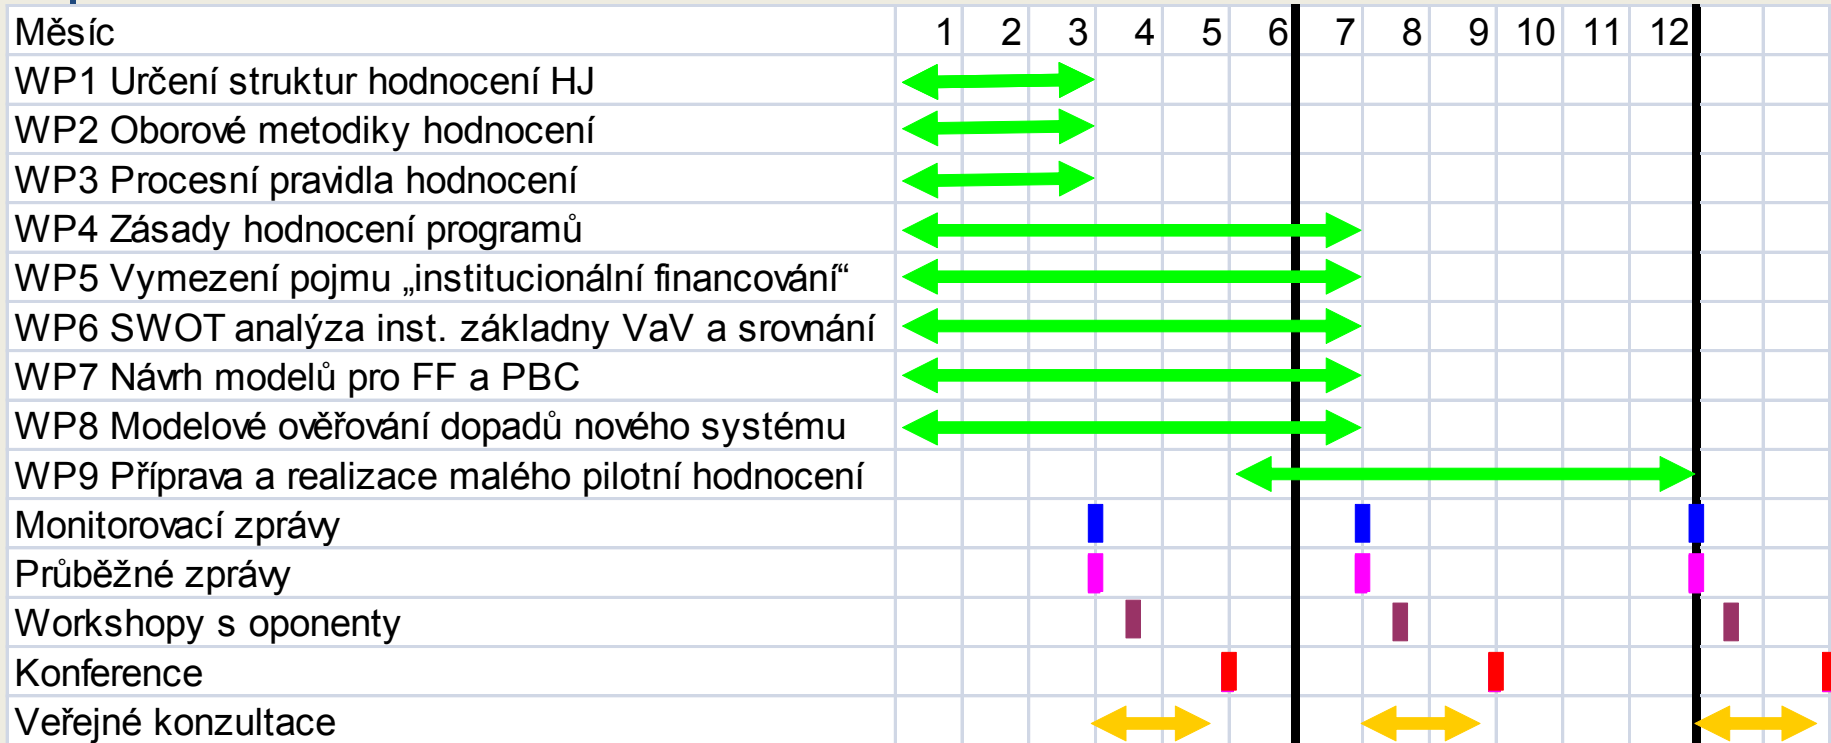 Měsíc 1 2 3 4 5 6 7 8 9 10 11 12
WP1 Určení struktur hodnocení HJ
WP2 Oborové metodiky hodnocení
WP3 Procesní pravidla hodnocení
WP4 Zásady hodnocení programů
WP5 Vymezení pojmu „institucionální financování“
WP6 SWOT analýza inst. základny VaV a srovnání
WP7 Návrh modelů pro FF a PBC
WP8 Modelové ověřování dopadů nového systému
WP9 Příprava a realizace malého pilotní hodnocení
Monitorovací zprávy
Průběžné zprávy
Workshopy s oponenty
Konference
Veřejné konzultace